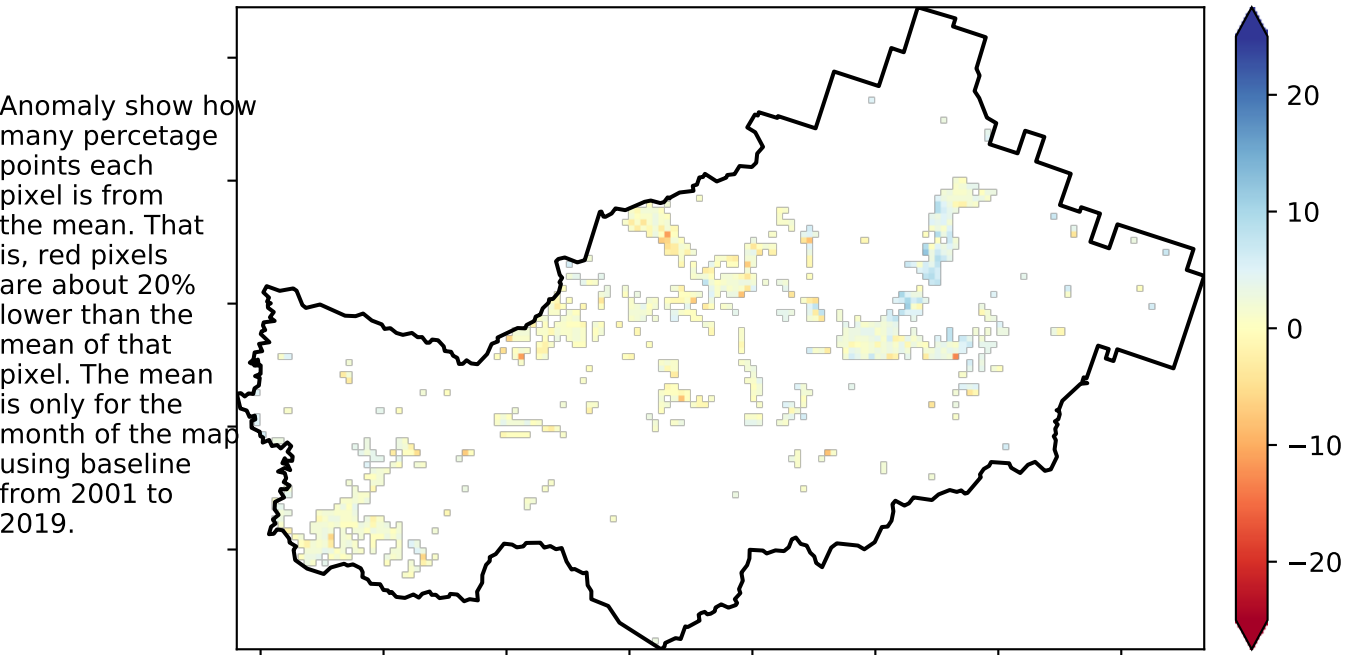 Anomaly show how
many percetage
points each
pixel is from
the mean. That
is, red pixels
are about 20%
lower than the
mean of that
pixel. The mean
is only for the
month of the map
using baseline
from 2001 to
2019.
20
10
0
−10
−20